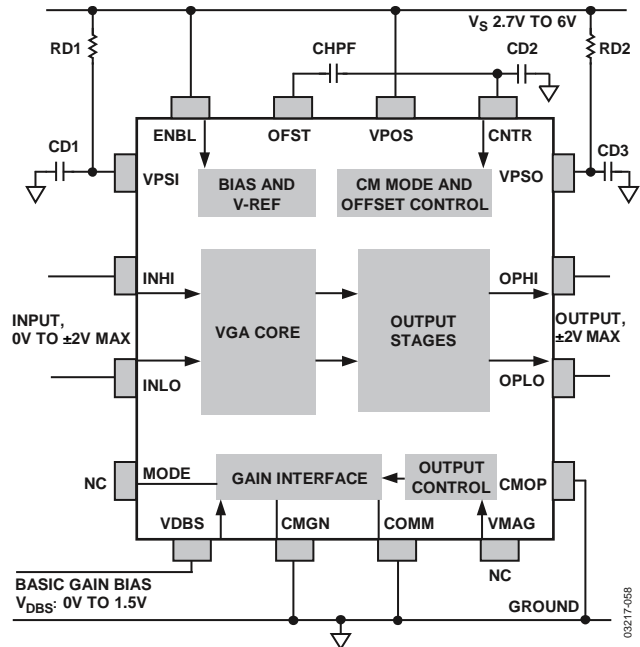 V_S 2.7V TO 6V
RD1
CHPF
CD2
RD2
ENBL
OFST
VPOS
CNTR
CD1
CD3
VPSI
BIAS AND
V-REF
CM MODE AND
OFFSET CONTROL
VPSO
INHI
OPHI
INPUT,
0V TO ±2V MAX
VGA CORE
OUTPUT
STAGES
OUTPUT,
±2V MAX
INLO
OPLO
NC
MODE
GAIN INTERFACE
OUTPUT
CONTROL
CMOP
VDBS
CMGN
COMM
VMAG
NC
BASIC GAIN BIAS
V_DBS: 0V TO 1.5V
GROUND
03217-058